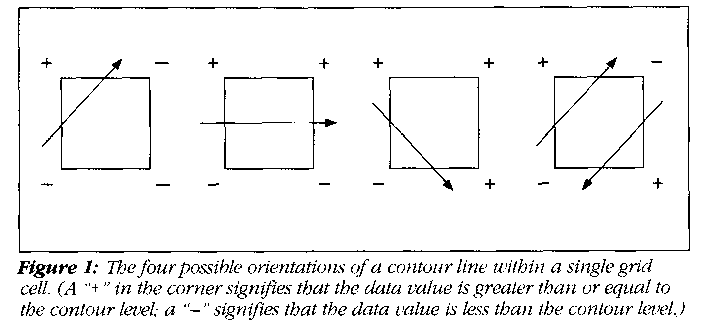 + − + + + + + −
− − − − − + − +
Figure 1: The four possible orientations of a contour line within a single grid
cell. (A "+" in the corner signifies that the data value is greater than or equal to
the contour level; a "−" signifies that the data value is less than the contour level.)